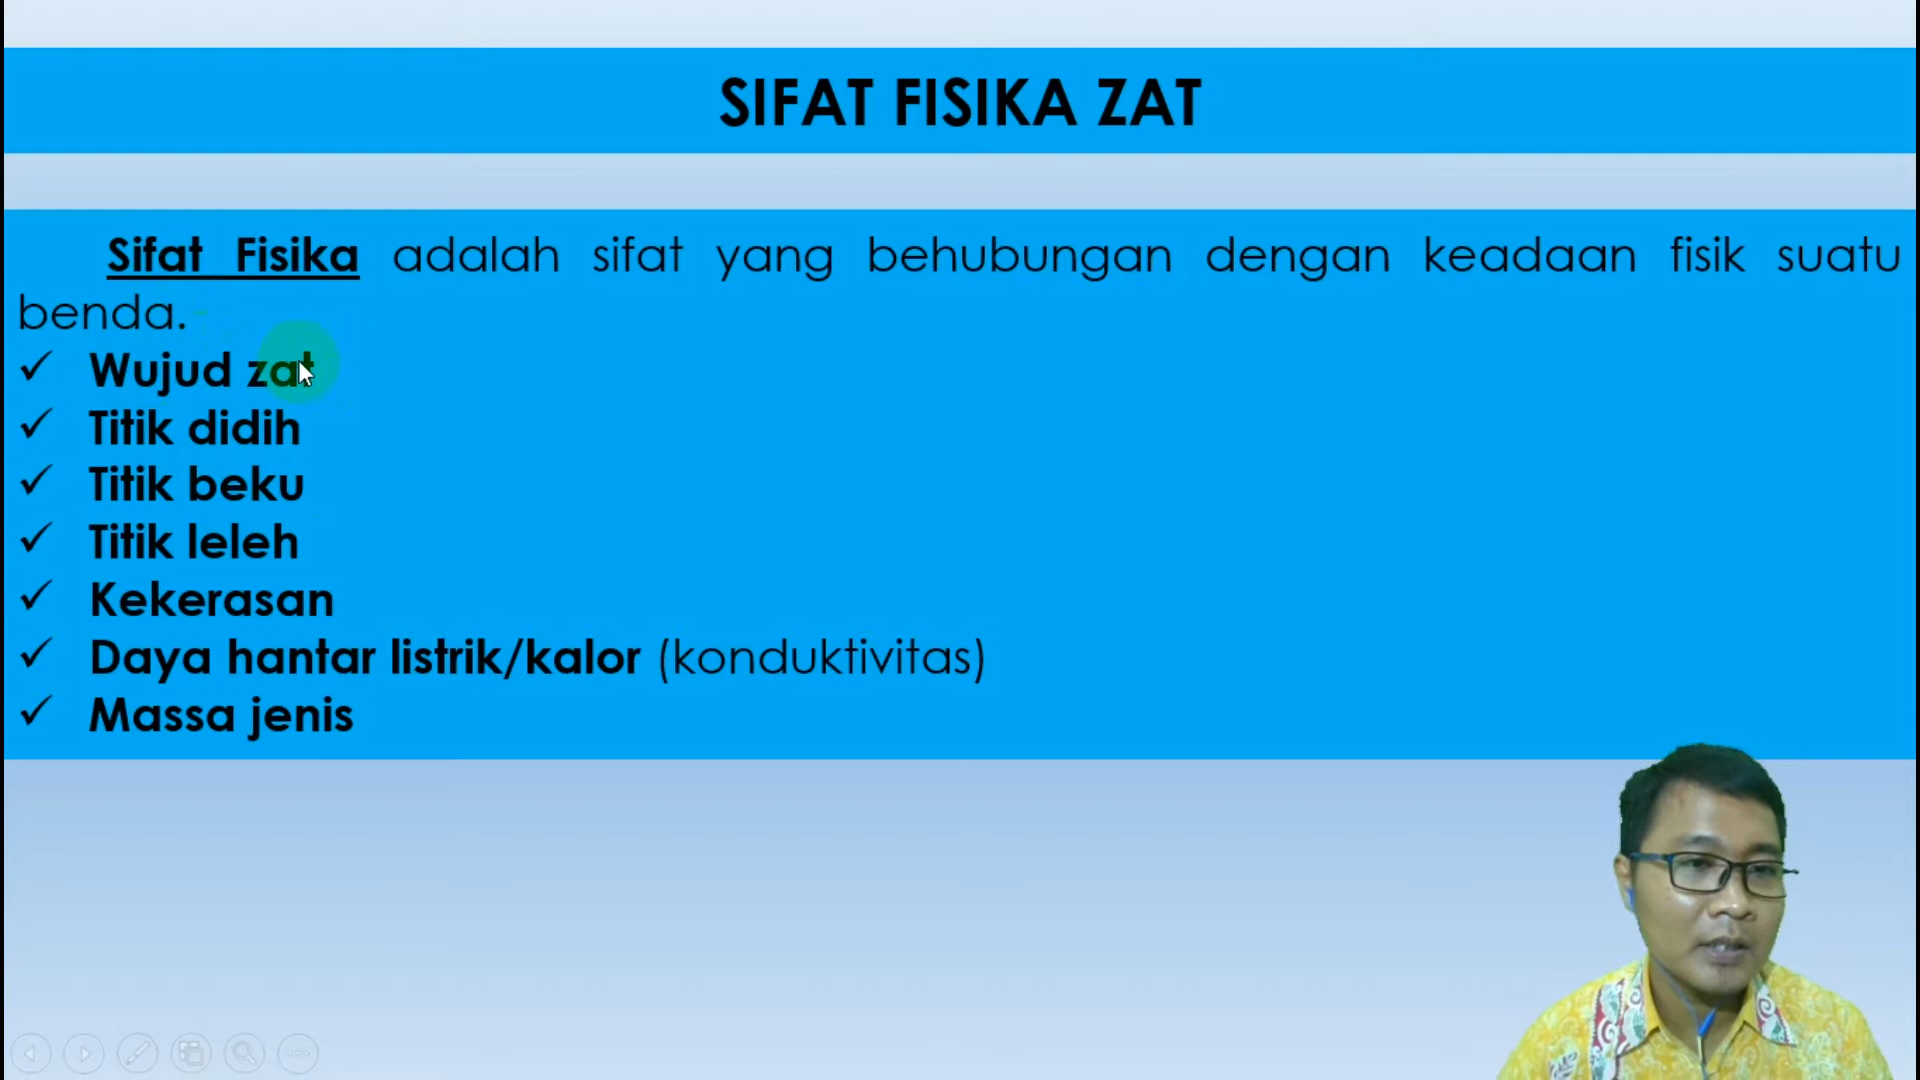 SIFAT FISIKA ZAT
Sifat Fisika adalah sifat yang behubungan dengan keadaan fisik suatu
benda.
✓ Wujud zat
✓ Titik didih
✓ Titik beku
✓ Titik leleh
✓ Kekerasan
✓ Daya hantar listrik/kalor (konduktivitas)
✓ Massa jenis